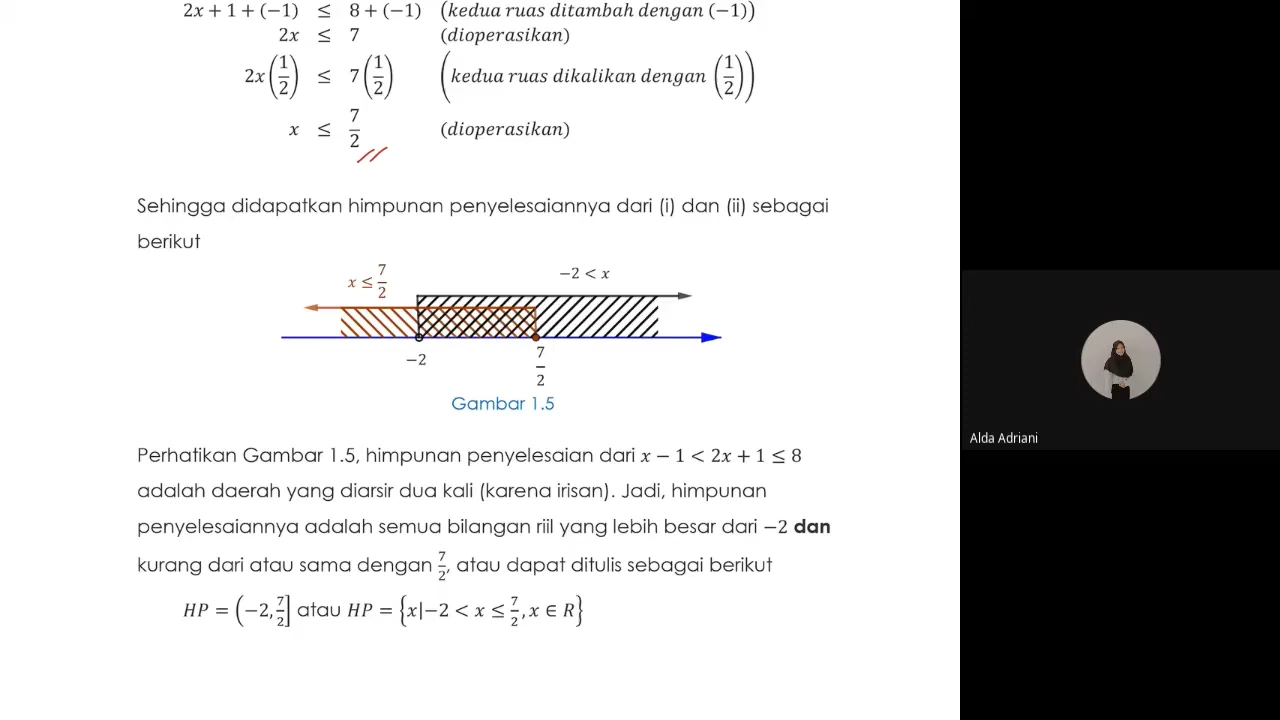 2x + 1 + (−1) ≤ 8 + (−1) (kedua ruas ditambah dengan (−1))
2x ≤ 7 (dioperasikan)
2x(1/2) ≤ 7(1/2) (kedua ruas dikalikan dengan (1/2))
x ≤ 7/2 (dioperasikan)
Sehingga didapatkan himpunan penyelesaiannya dari (i) dan (ii) sebagai
berikut
x ≤ 7/2 −2 < x
−2 7/2
Gambar 1.5
Perhatikan Gambar 1.5, himpunan penyelesaian dari x − 1 < 2x + 1 ≤ 8
adalah daerah yang diarsir dua kali (karena irisan). Jadi, himpunan
penyelesaiannya adalah semua bilangan riil yang lebih besar dari −2 dan
kurang dari atau sama dengan 7/2, atau dapat ditulis sebagai berikut
HP = (−2, 7/2] atau HP = {x|−2 < x ≤ 7/2, x ∈ R}
Alda Adriani